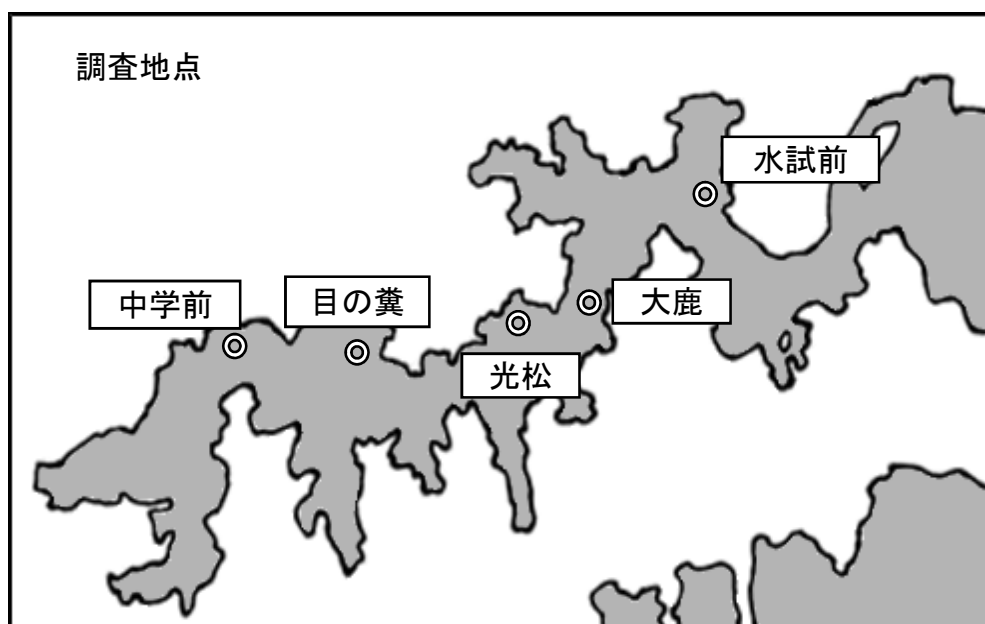 調査地点
水試前
中学前
目の糞
大鹿
光松